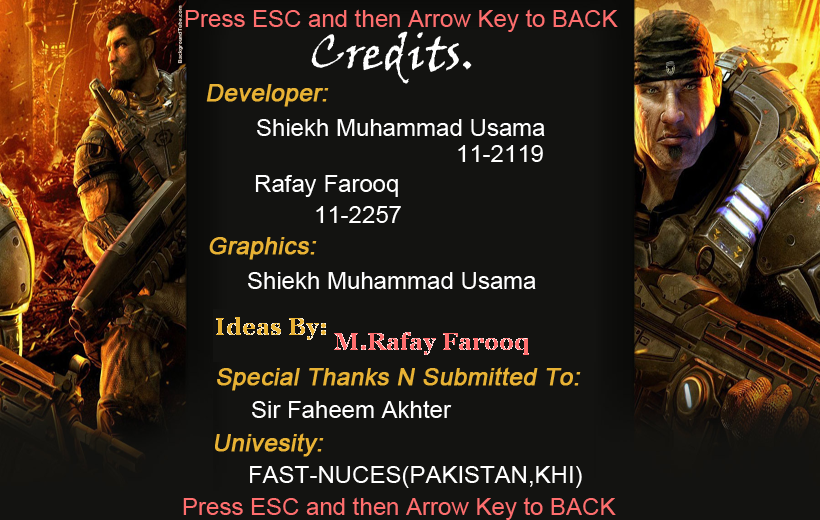 Press ESC and then Arrow Key to BACK
BackgroundTube.com
Credits.
Developer:
Shiekh Muhammad Usama
11-2119
Rafay Farooq
11-2257
Graphics:
Shiekh Muhammad Usama
Ideas By: M.Rafay Farooq
Special Thanks N Submitted To:
Sir Faheem Akhter
Univesity:
FAST-NUCES(PAKISTAN,KHI)
Press ESC and then Arrow Key to BACK